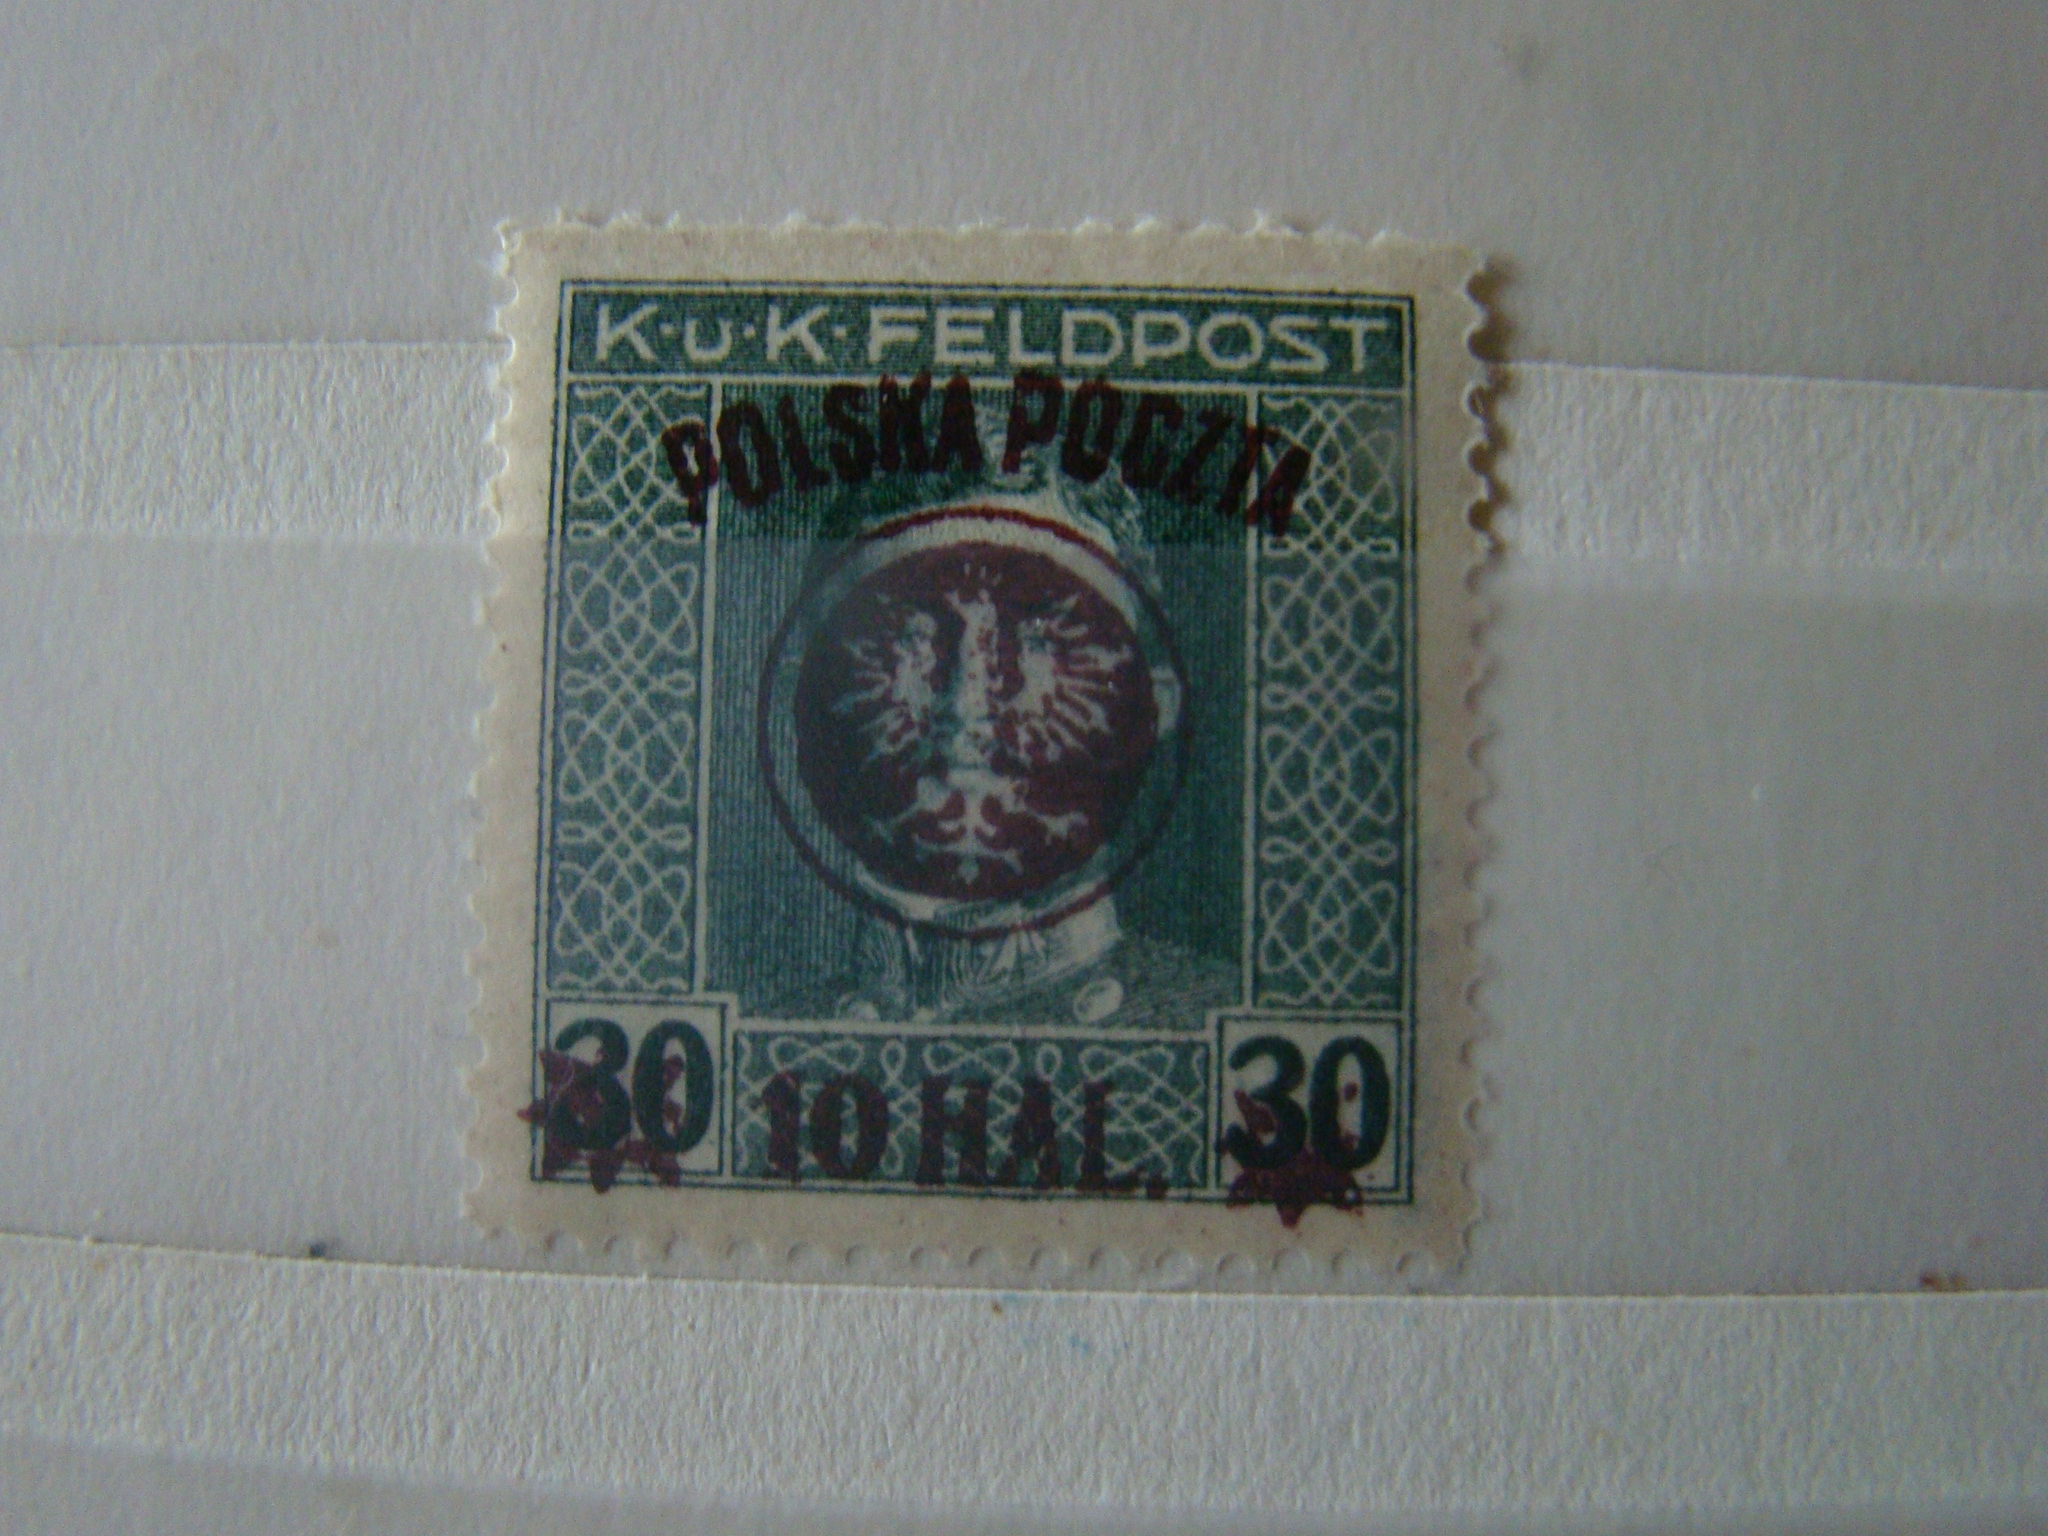 K·u·K·FELDPOST
POLSKA POCZTA
30 10 HAL. 30